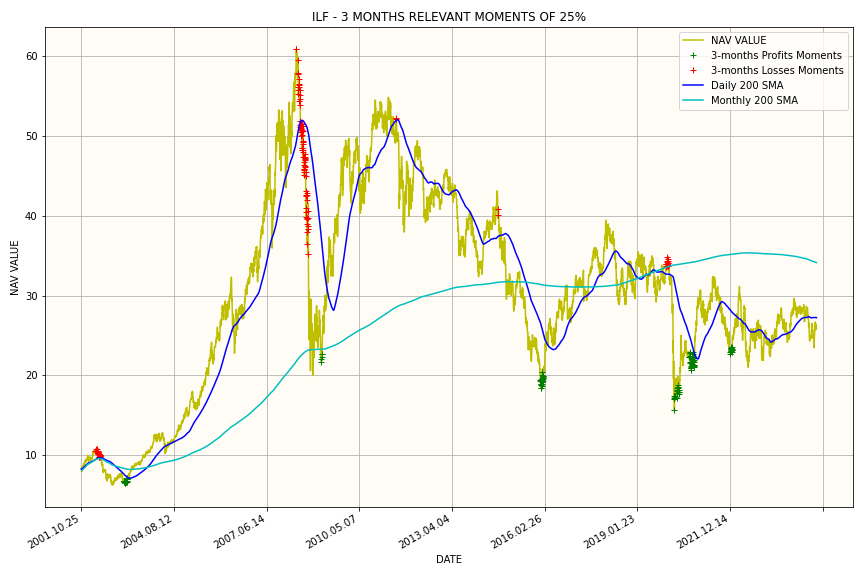 ILF - 3 MONTHS RELEVANT MOMENTS OF 25%
NAV VALUE
3-months Profits Moments
3-months Losses Moments
Daily 200 SMA
Monthly 200 SMA
60
50
40
30
20
10
NAV VALUE
2001.10.25
2004.08.12
2007.06.14
2010.05.07
2013.04.04
2016.02.26
2019.01.23
2021.12.14
DATE